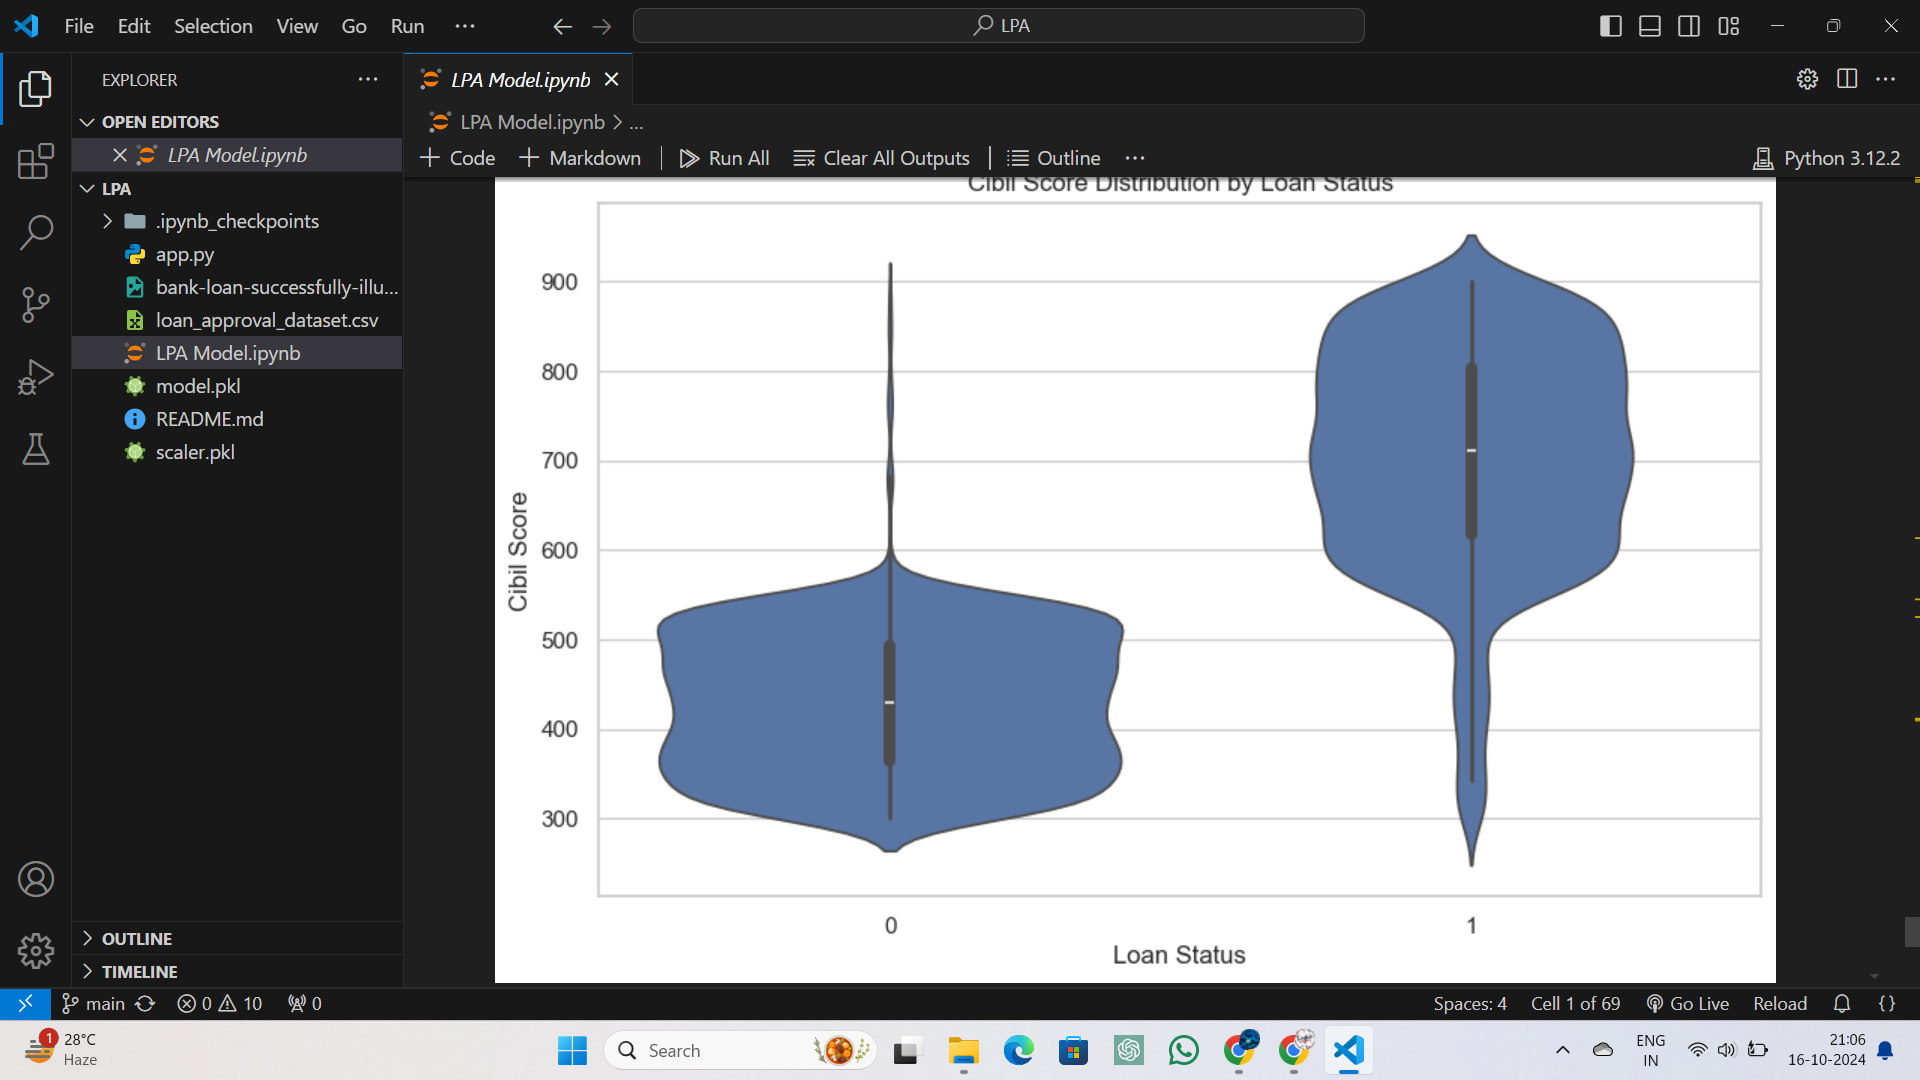 File Edit Selection View Go Run ···
LPA
EXPLORER
OPEN EDITORS
LPA Model.ipynb
LPA
.ipynb_checkpoints
app.py
bank-loan-successfully-illu...
loan_approval_dataset.csv
LPA Model.ipynb
model.pkl
README.md
scaler.pkl
OUTLINE
TIMELINE
LPA Model.ipynb
LPA Model.ipynb > ...
+ Code + Markdown Run All Clear All Outputs Outline ···
Python 3.12.2
Cibil Score Distribution by Loan Status
Cibil Score
900
800
700
600
500
400
300
0 1
Loan Status
main 0 10 0
Spaces: 4 Cell 1 of 69 Go Live Reload {}
1
28°C
Haze
Search
ENG
IN
21:06
16-10-2024